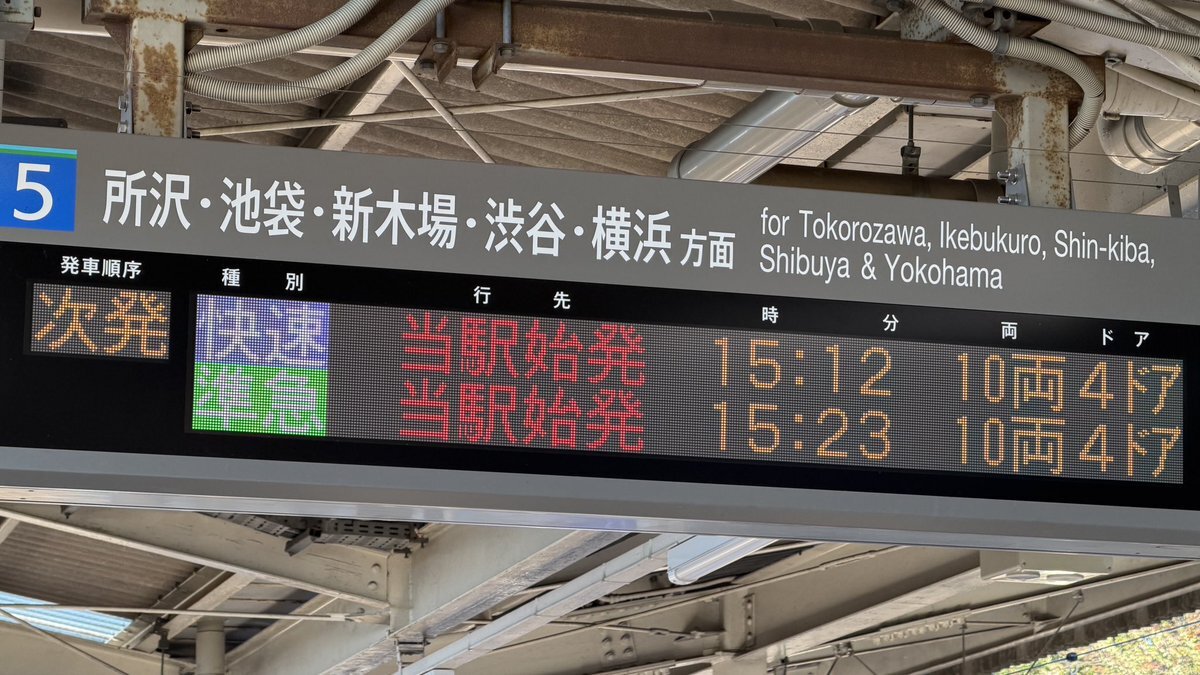 5
所沢・池袋・新木場・渋谷・横浜方面
for Tokorozawa, Ikebukuro, Shin-kiba,
Shibuya & Yokohama
発車順序 種別 行先 時分 両 ドア
次発 快速 当駅始発 15:12 10両 4ドア
準急 当駅始発 15:23 10両 4ドア